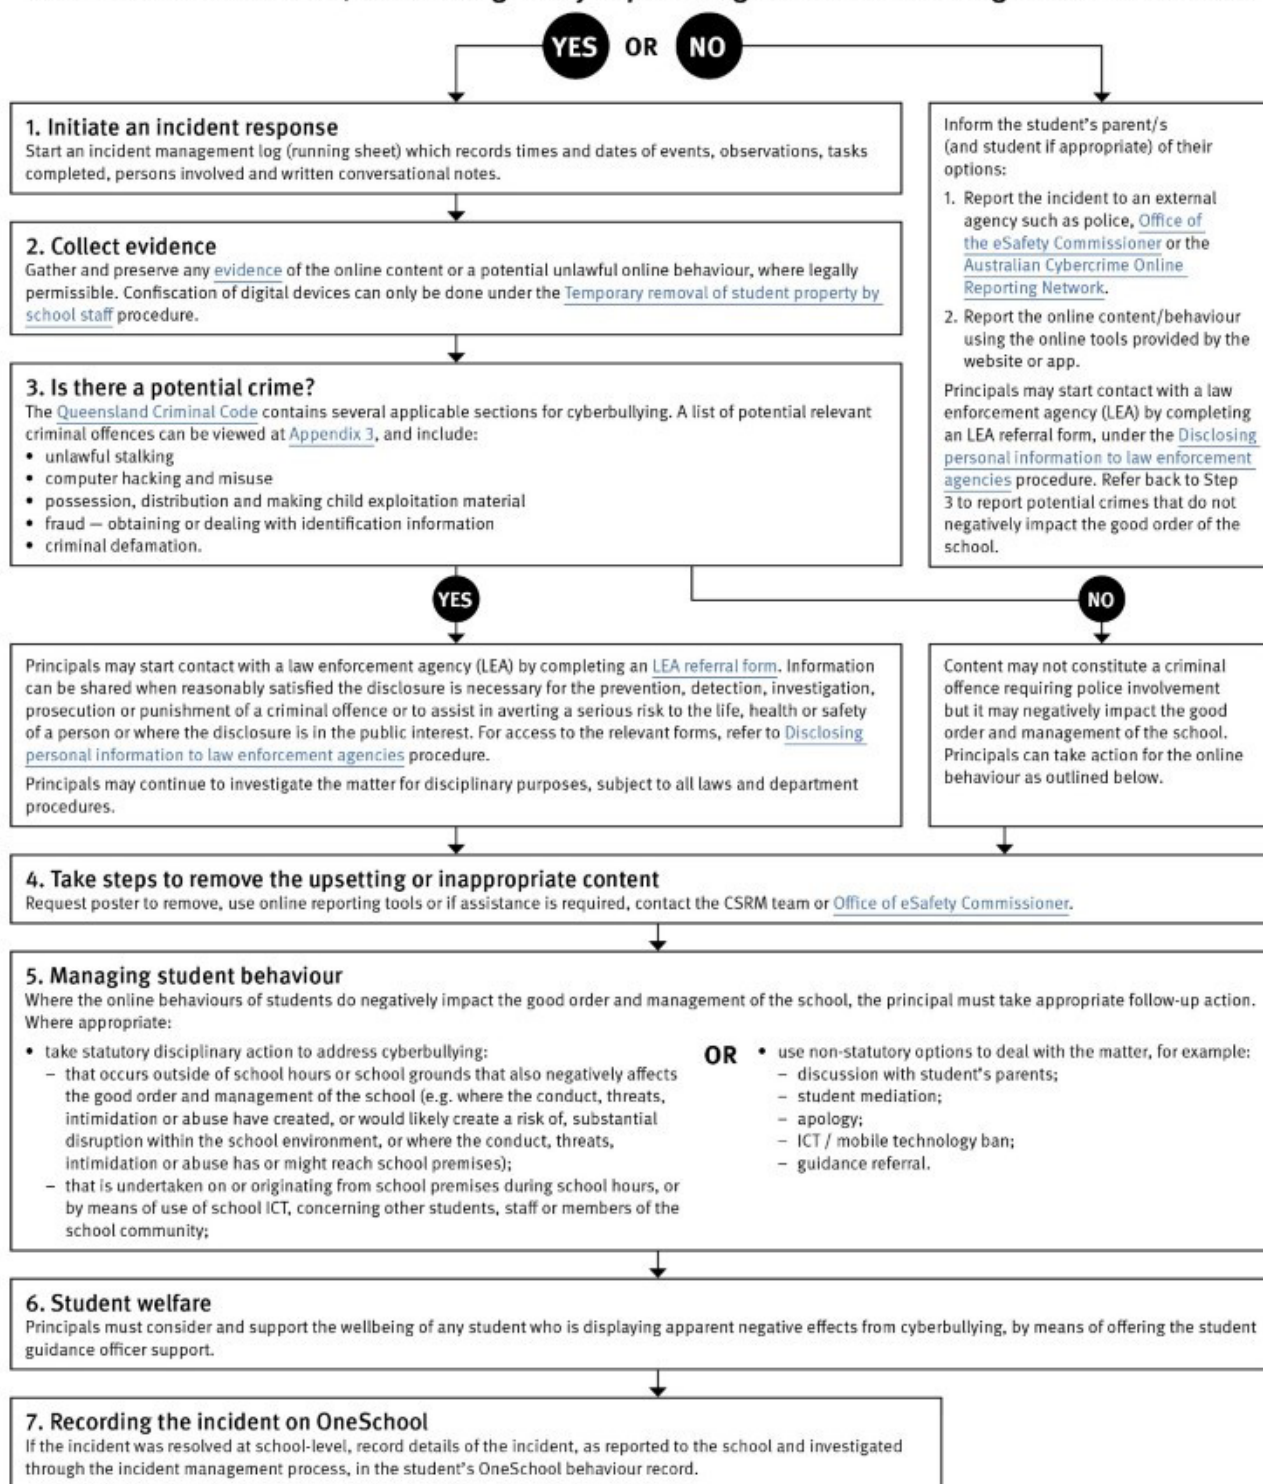 YES OR NO
1. Initiate an incident response
Start an incident management log (running sheet) which records times and dates of events, observations, tasks
completed, persons involved and written conversational notes.
2. Collect evidence
Gather and preserve any evidence of the online content or a potential unlawful online behaviour, where legally
permissible. Confiscation of digital devices can only be done under the Temporary removal of student property by
school staff procedure.
3. Is there a potential crime?
The Queensland Criminal Code contains several applicable sections for cyberbullying. A list of potential relevant
criminal offences can be viewed at Appendix 3, and include:
• unlawful stalking
• computer hacking and misuse
• possession, distribution and making child exploitation material
• fraud — obtaining or dealing with identification information
• criminal defamation.
Inform the student's parent/s
(and student if appropriate) of their
options:
1. Report the incident to an external
agency such as police, Office of
the eSafety Commissioner or the
Australian Cybercrime Online
Reporting Network.
2. Report the online content/behaviour
using the online tools provided by the
website or app.
Principals may start contact with a law
enforcement agency (LEA) by completing
an LEA referral form, under the Disclosing
personal information to law enforcement
agencies procedure. Refer back to Step
3 to report potential crimes that do not
negatively impact the good order of the
school.
YES
NO
Principals may start contact with a law enforcement agency (LEA) by completing an LEA referral form. Information
can be shared when reasonably satisfied the disclosure is necessary for the prevention, detection, investigation,
prosecution or punishment of a criminal offence or to assist in averting a serious risk to the life, health or safety
of a person or where the disclosure is in the public interest. For access to the relevant forms, refer to Disclosing
personal information to law enforcement agencies procedure.
Principals may continue to investigate the matter for disciplinary purposes, subject to all laws and department
procedures.
Content may not constitute a criminal
offence requiring police involvement
but it may negatively impact the good
order and management of the school.
Principals can take action for the online
behaviour as outlined below.
4. Take steps to remove the upsetting or inappropriate content
Request poster to remove, use online reporting tools or if assistance is required, contact the CSRM team or Office of eSafety Commissioner.
5. Managing student behaviour
Where the online behaviours of students do negatively impact the good order and management of the school, the principal must take appropriate follow-up action.
Where appropriate:
• take statutory disciplinary action to address cyberbullying:
– that occurs outside of school hours or school grounds that also negatively affects
the good order and management of the school (e.g. where the conduct, threats,
intimidation or abuse have created, or would likely create a risk of, substantial
disruption within the school environment, or where the conduct, threats,
intimidation or abuse has or might reach school premises);
– that is undertaken on or originating from school premises during school hours, or
by means of use of school ICT, concerning other students, staff or members of the
school community;
OR
• use non-statutory options to deal with the matter, for example:
– discussion with student's parents;
– student mediation;
– apology;
– ICT / mobile technology ban;
– guidance referral.
6. Student welfare
Principals must consider and support the wellbeing of any student who is displaying apparent negative effects from cyberbullying, by means of offering the student
guidance officer support.
7. Recording the incident on OneSchool
If the incident was resolved at school-level, record details of the incident, as reported to the school and investigated
through the incident management process, in the student's OneSchool behaviour record.